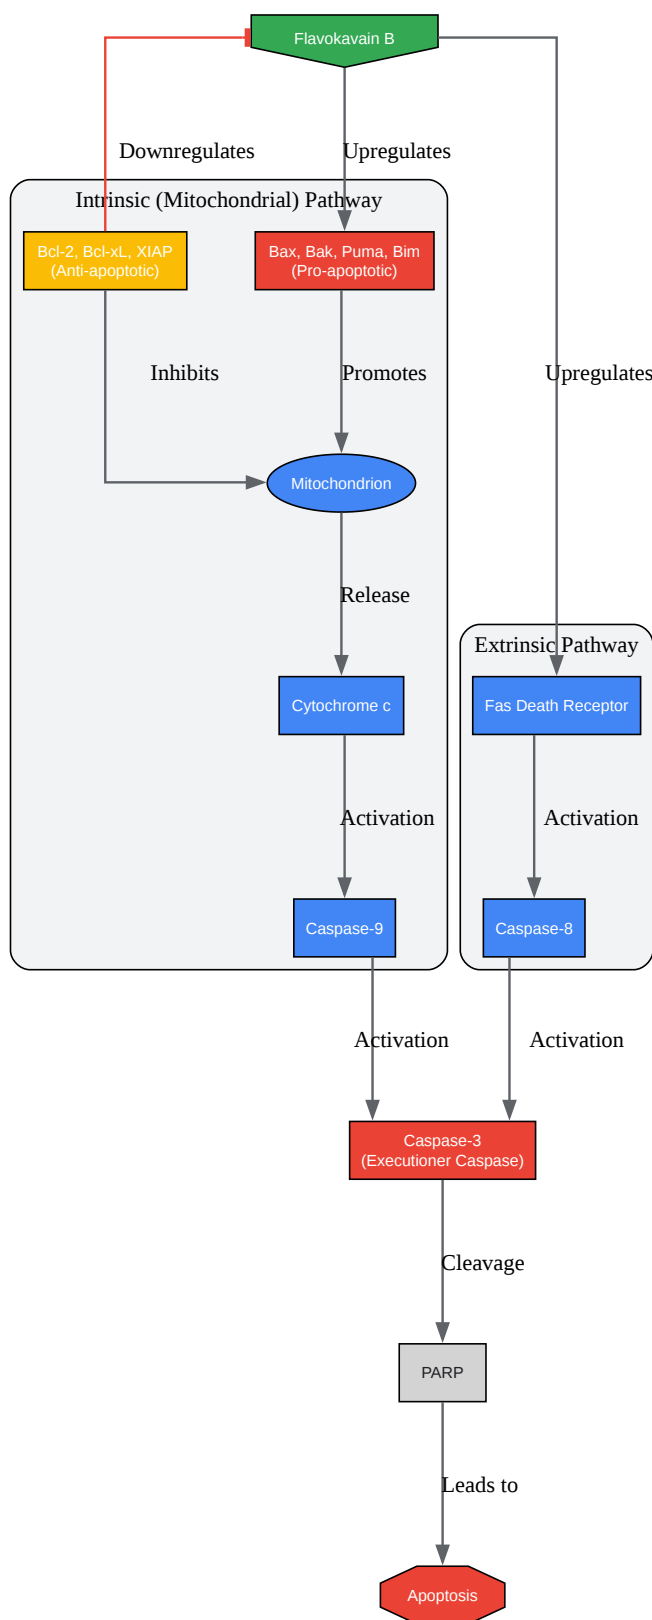 Flavokavain B
Downregulates
Upregulates
Intrinsic (Mitochondrial) Pathway
Bcl-2, Bcl-xL, XIAP
(Anti-apoptotic)
Bax, Bak, Puma, Bim
(Pro-apoptotic)
Inhibits
Promotes
Upregulates
Mitochondrion
Release
Extrinsic Pathway
Cytochrome c
Fas Death Receptor
Activation
Activation
Caspase-9
Caspase-8
Activation
Activation
Caspase-3
(Executioner Caspase)
Cleavage
PARP
Leads to
Apoptosis